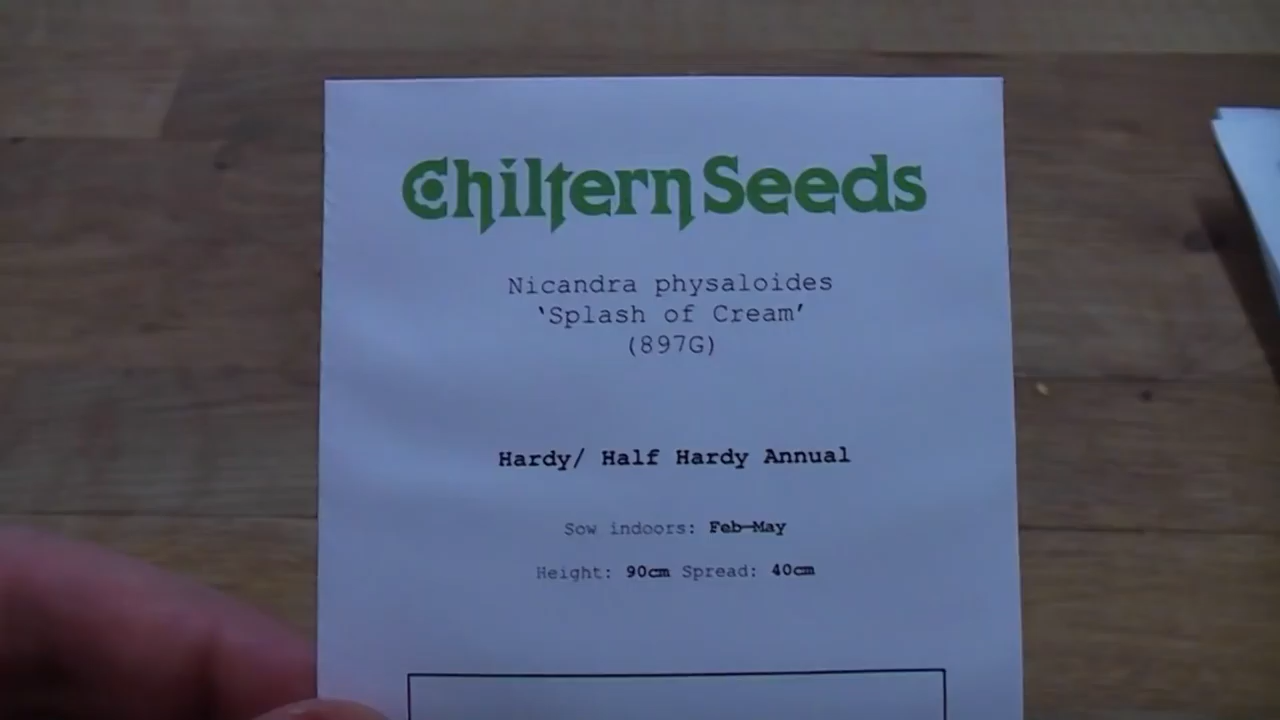 Chiltern Seeds
Nicandra physaloides
‘Splash of Cream’
(897G)
Hardy/ Half Hardy Annual
Sow indoors: Feb—May
Height: 90cm Spread: 40cm